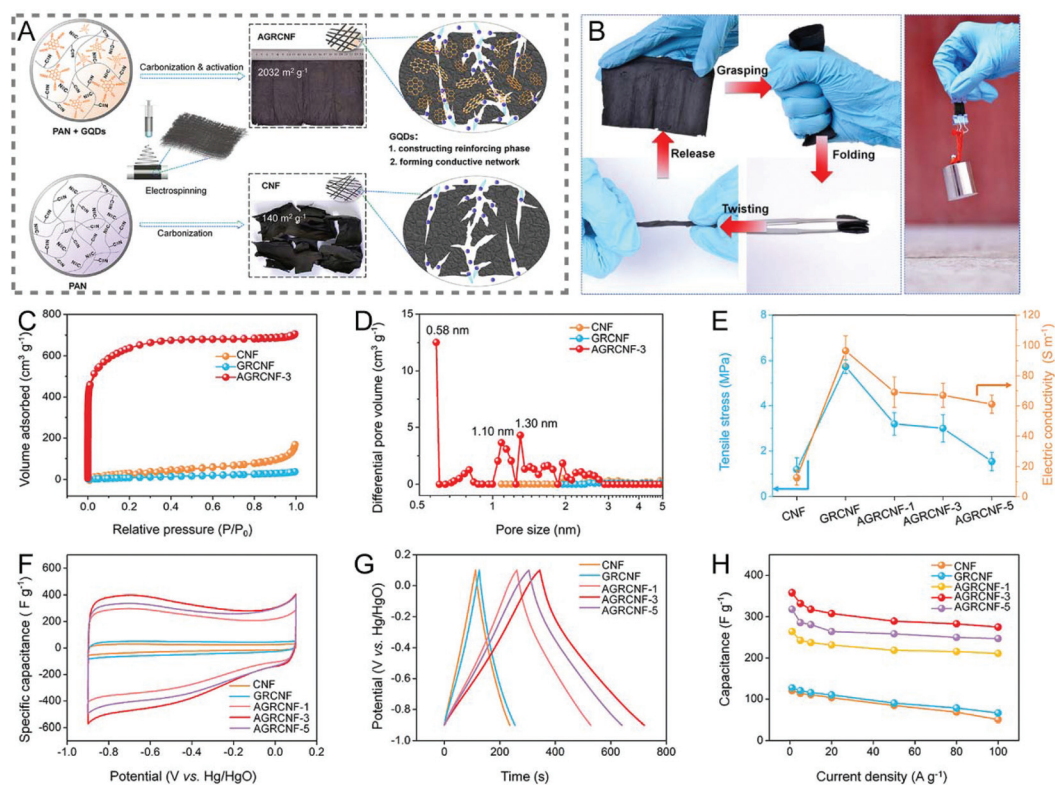 A
AGRCNF
2032 m² g⁻¹
Carbonization & activation
PAN + GQDs
GQDs:
1. constructing reinforcing phase
2. forming conductive network
Electrospinning
CNF
140 m² g⁻¹
Carbonization
PAN
B
Grasping
Release
Folding
Twisting
C
Volume adsorbed (cm³ g⁻¹)
800
700
600
500
400
300
200
100
0
CNF
GRCNF
AGRCNF-3
0.0 0.2 0.4 0.6 0.8 1.0
Relative pressure (P/P₀)
D
Differential pore volume (cm³ g⁻¹)
15
12
9
6
3
0
0.58 nm
1.10 nm
1.30 nm
CNF
GRCNF
AGRCNF-3
0.5 1 2 3 4 5
Pore size (nm)
E
Tensile stress (MPa)
8
6
4
2
0
Electric conductivity (S m⁻¹)
120
100
80
60
40
20
0
CNF GRCNF AGRCNF-1 AGRCNF-3 AGRCNF-5
F
Specific capacitance ( F g⁻¹)
600
400
200
0
-200
-400
-600
CNF
GRCNF
AGRCNF-1
AGRCNF-3
AGRCNF-5
-1.0 -0.8 -0.6 -0.4 -0.2 0.0 0.2
Potential (V vs. Hg/HgO)
G
Potential (V vs. Hg/HgO)
0.2
0.0
-0.2
-0.4
-0.6
-0.8
-1.0
CNF
GRCNF
AGRCNF-1
AGRCNF-3
AGRCNF-5
0 200 400 600 800
Time (s)
H
Capacitance (F g⁻¹)
400
300
200
100
0
CNF
GRCNF
AGRCNF-1
AGRCNF-3
AGRCNF-5
0 20 40 60 80 100
Current density (A g⁻¹)